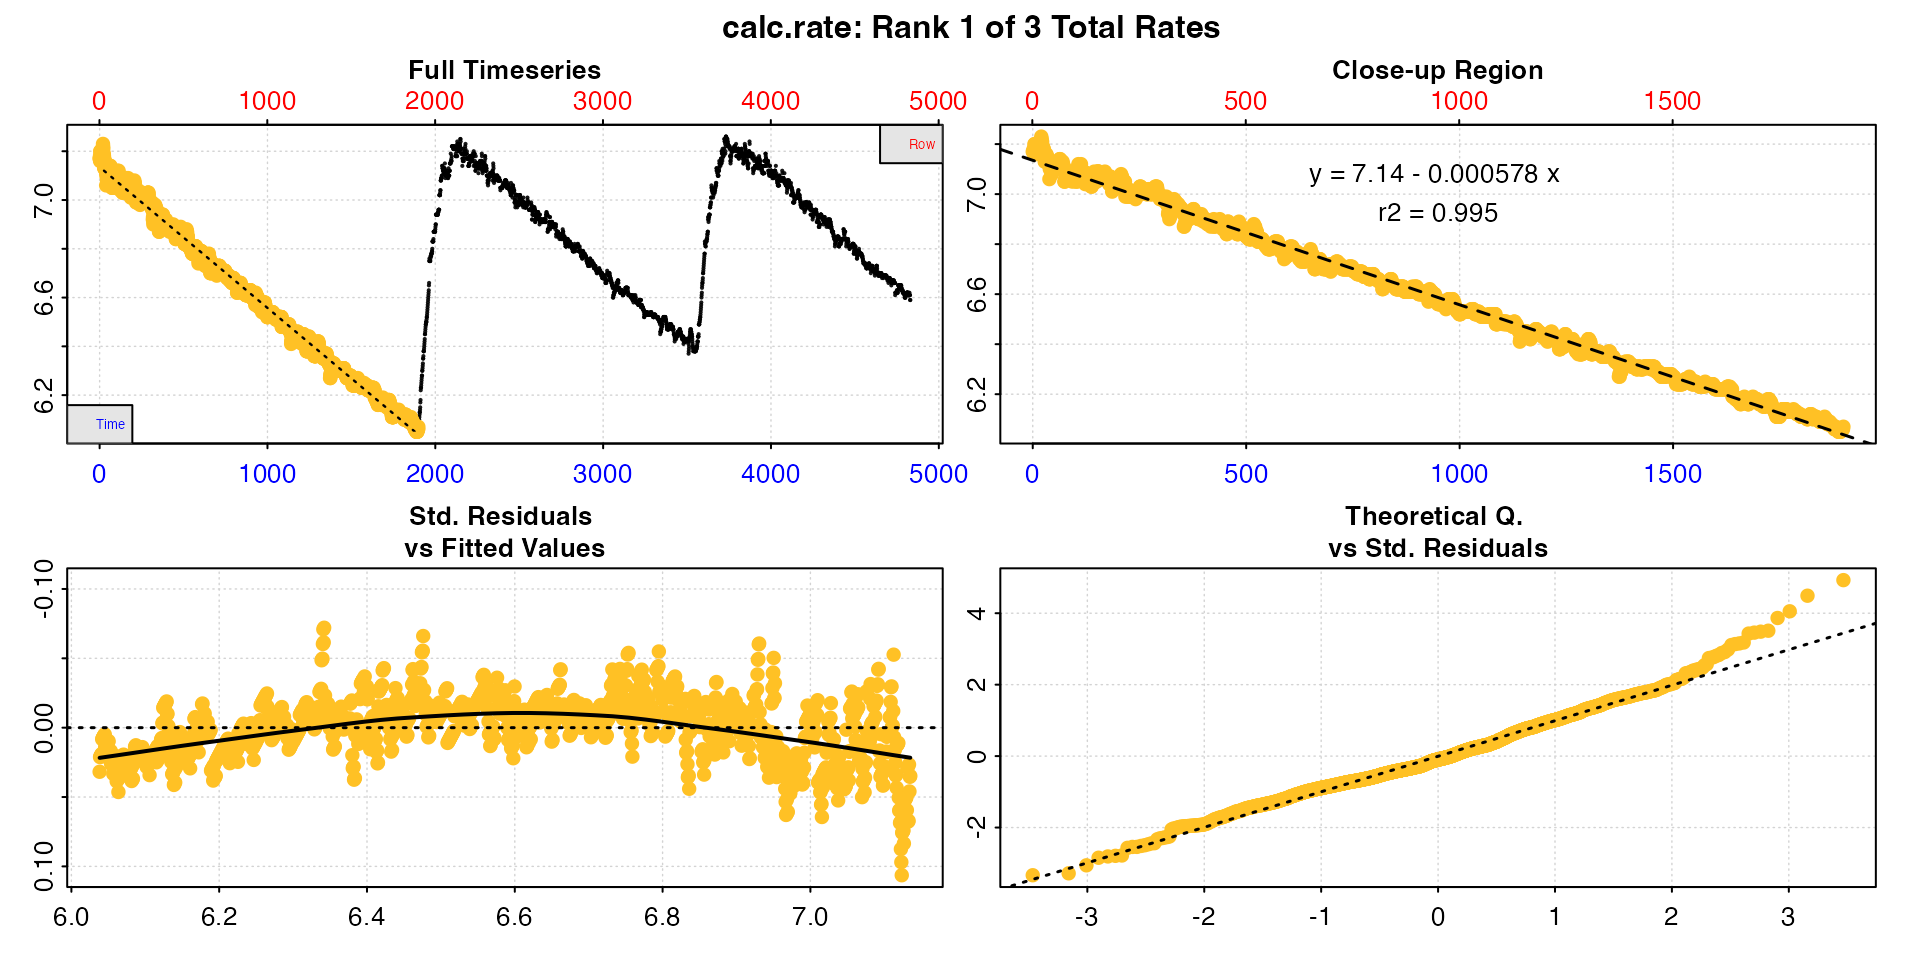 calc.rate: Rank 1 of 3 Total Rates
Full Timeseries
0 1000 2000 3000 4000 5000
Row
7.0
6.6
6.2
Time
0 1000 2000 3000 4000 5000
Close-up Region
0 500 1000 1500
y = 7.14 - 0.000578 x
r2 = 0.995
7.0
6.6
6.2
0 500 1000 1500
Std. Residuals
vs Fitted Values
-0.10
0.00
0.10
6.0 6.2 6.4 6.6 6.8 7.0
Theoretical Q.
vs Std. Residuals
4
2
0
-2
-3 -2 -1 0 1 2 3